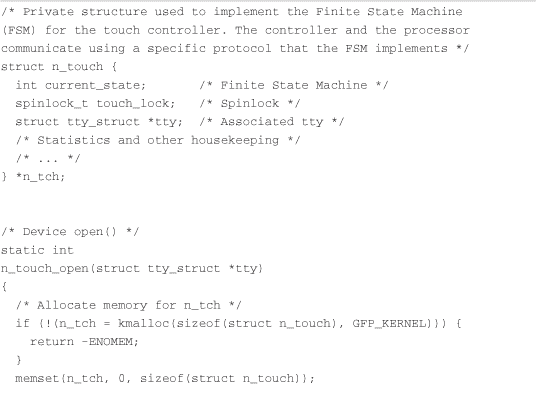 /* Private structure used to implement the Finite State Machine
(FSM) for the touch controller. The controller and the processor
communicate using a specific protocol that the FSM implements */
struct n_touch {
  int current_state;       /* Finite State Machine */
  spinlock_t touch_lock;   /* Spinlock */
  struct tty_struct *tty;  /* Associated tty */
  /* Statistics and other housekeeping */
  /* ... */
} *n_tch;
/* Device open() */
static int
n_touch_open(struct tty_struct *tty)
{
  /* Allocate memory for n_tch */
  if (!(n_tch = kmalloc(sizeof(struct n_touch), GFP_KERNEL))) {
    return -ENOMEM;
  }
  memset(n_tch, 0, sizeof(struct n_touch));